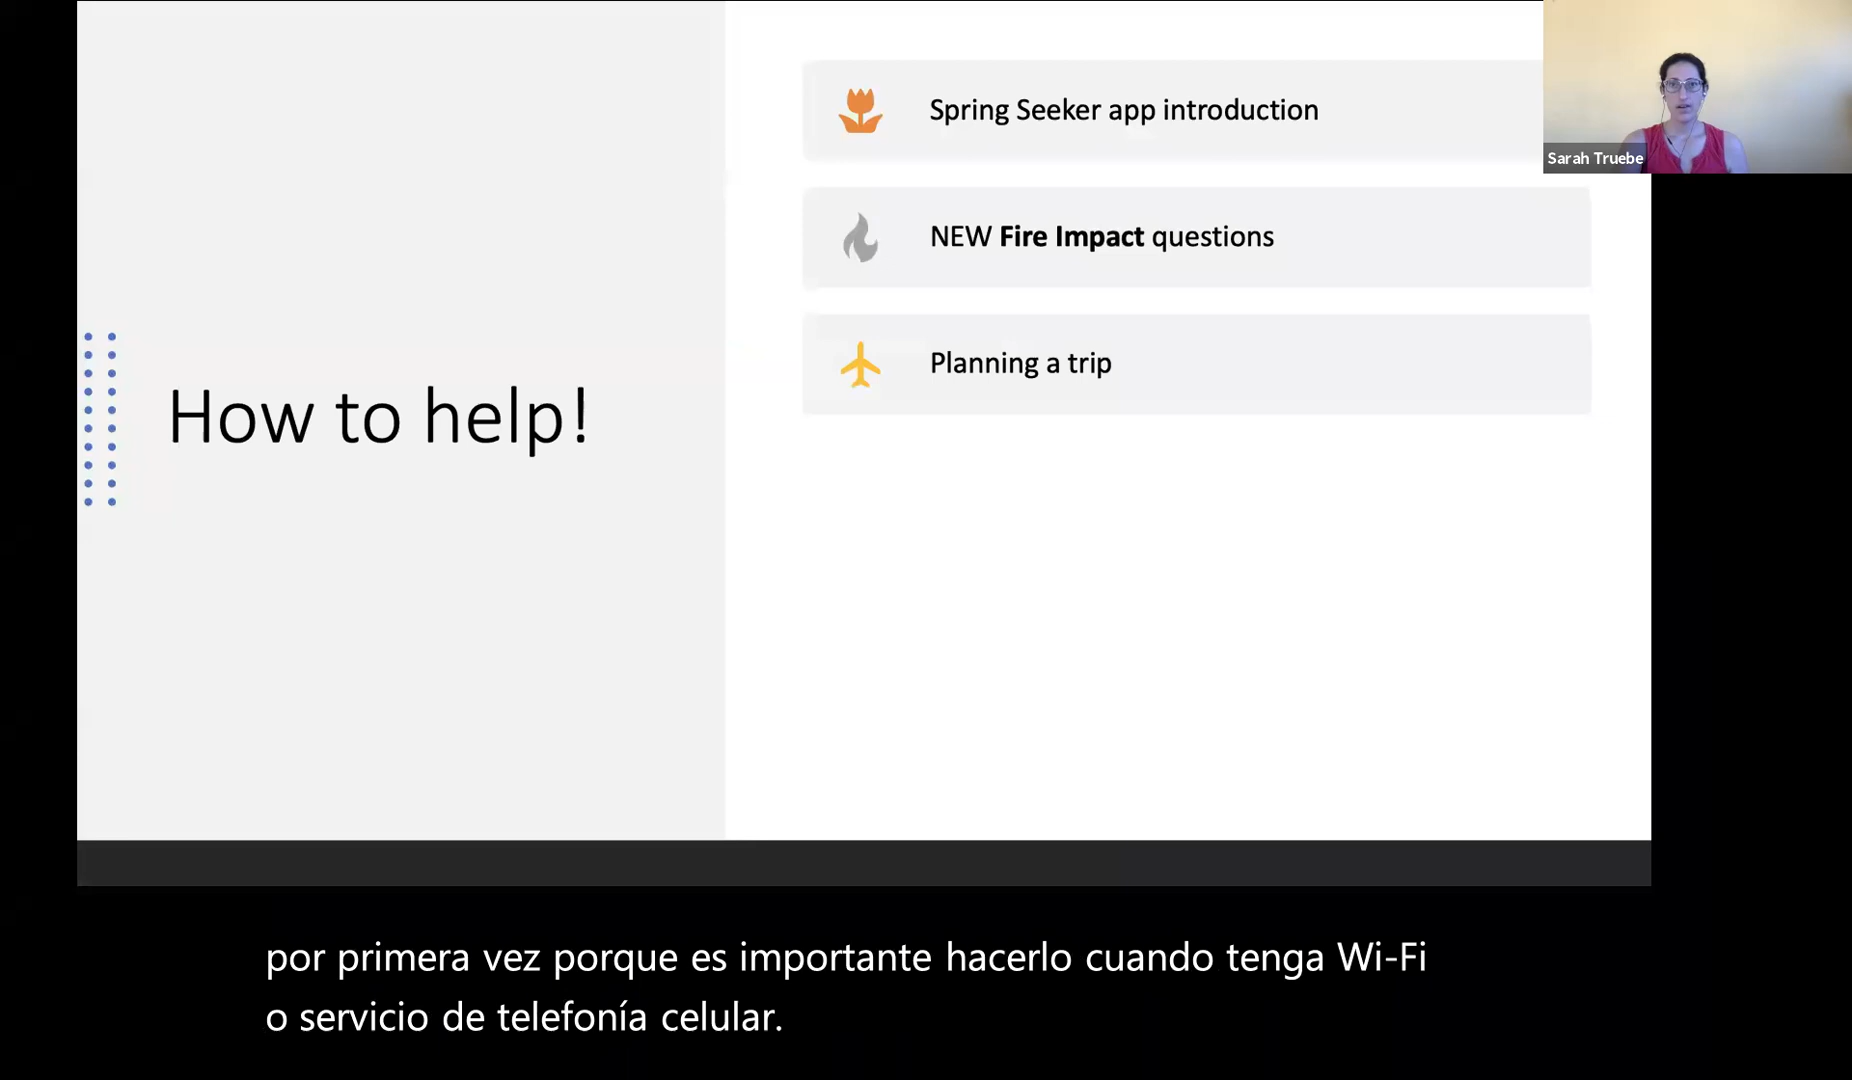 How to help!
Spring Seeker app introduction
NEW Fire Impact questions
Planning a trip
Sarah Truebe
por primera vez porque es importante hacerlo cuando tenga Wi-Fi
o servicio de telefonía celular.